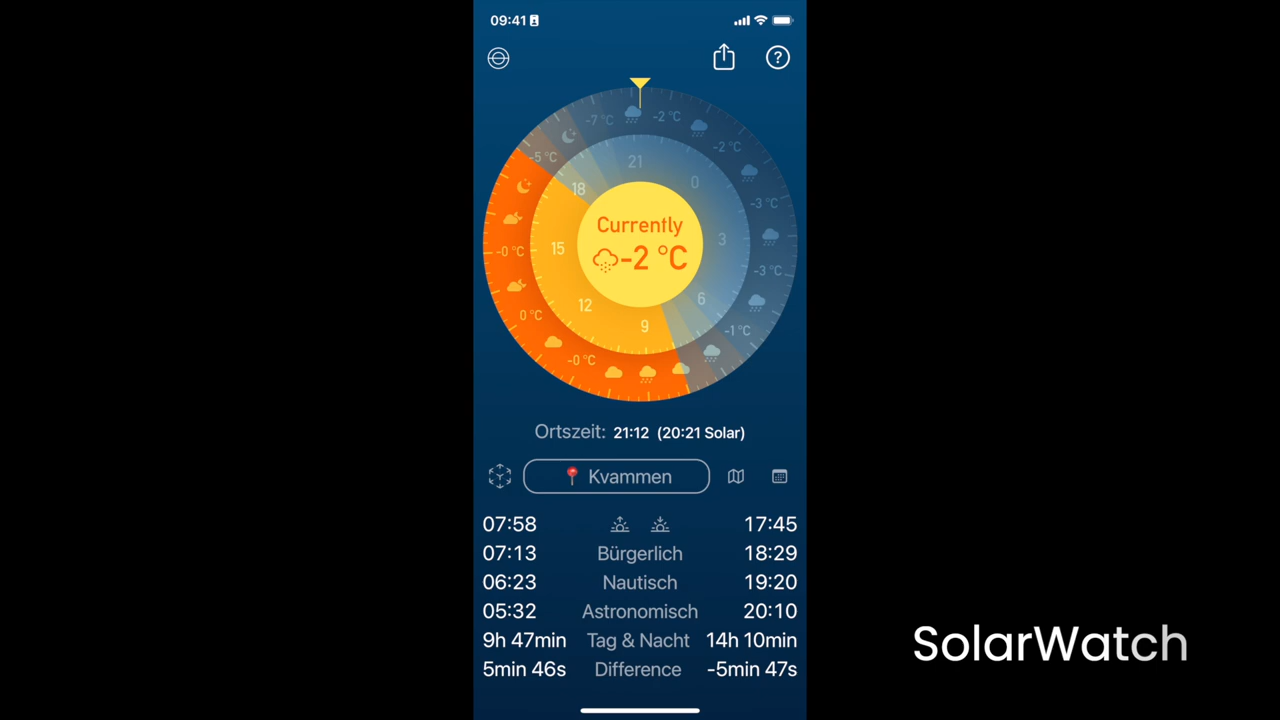 09:41
-7 °C
-2 °C
-5 °C
-2 °C
21
0
18
-3 °C
Currently
15
3
-0 °C
-2 °C
-3 °C
12
6
0 °C
9
-1 °C
-0 °C
Ortszeit: 21:12 (20:21 Solar)
Kvammen
07:58 17:45
07:13 Bürgerlich 18:29
06:23 Nautisch 19:20
05:32 Astronomisch 20:10
9h 47min Tag & Nacht 14h 10min
5min 46s Difference -5min 47s
SolarWatch